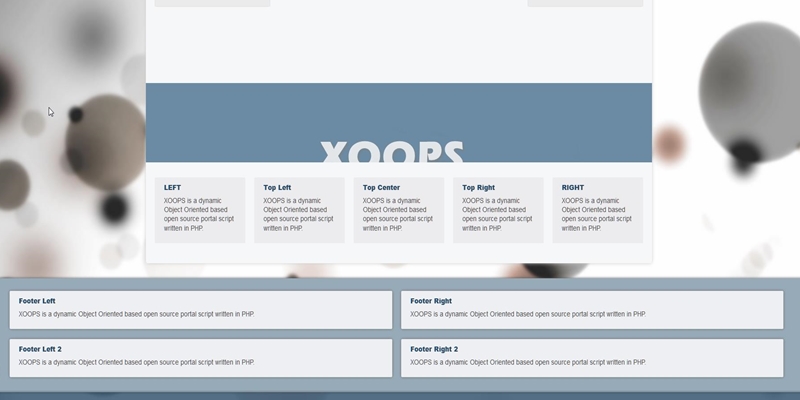 XOOPS
LEFT
XOOPS is a dynamic
Object Oriented based
open source portal script
written in PHP.
Top Left
XOOPS is a dynamic
Object Oriented based
open source portal script
written in PHP.
Top Center
XOOPS is a dynamic
Object Oriented based
open source portal script
written in PHP.
Top Right
XOOPS is a dynamic
Object Oriented based
open source portal script
written in PHP.
RIGHT
XOOPS is a dynamic
Object Oriented based
open source portal script
written in PHP.
Footer Left
XOOPS is a dynamic Object Oriented based open source portal script written in PHP.
Footer Right
XOOPS is a dynamic Object Oriented based open source portal script written in PHP.
Footer Left 2
XOOPS is a dynamic Object Oriented based open source portal script written in PHP.
Footer Right 2
XOOPS is a dynamic Object Oriented based open source portal script written in PHP.